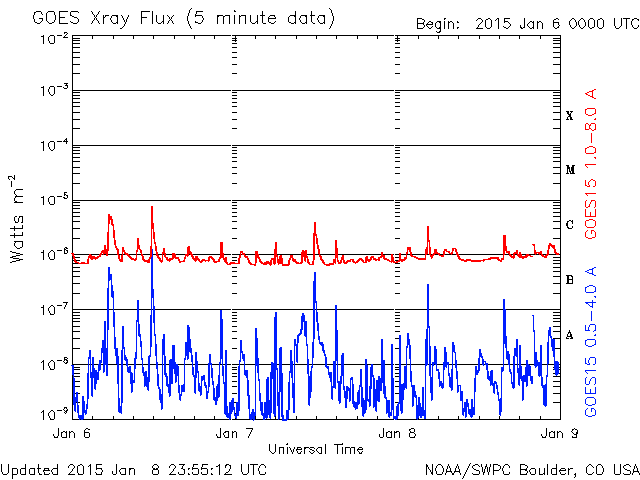 GOES Xray Flux (5 minute data)
Begin: 2015 Jan 6 0000 UTC
10⁻²
10⁻³
10⁻⁴
10⁻⁵
10⁻⁶
10⁻⁷
10⁻⁸
10⁻⁹
Watts m⁻²
X
M
C
B
A
GOES15 1.0-8.0 A
GOES15 0.5-4.0 A
Jan 6
Jan 7
Jan 8
Jan 9
Universal Time
Updated 2015 Jan 8 23:55:12 UTC
NOAA/SWPC Boulder, CO USA